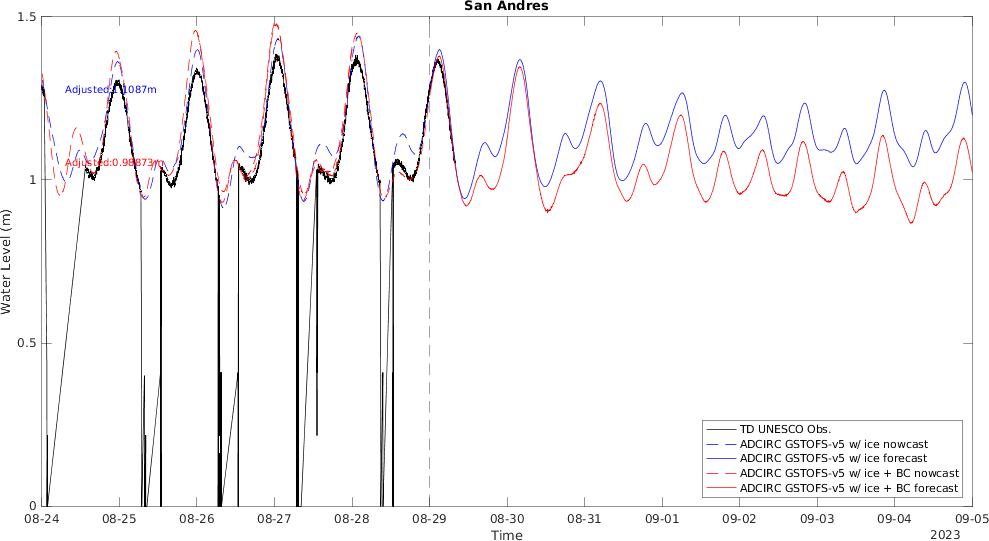 San Andres
1.5
1
0.5
0
Water Level (m)
Adjusted:1.1087m
Adjusted:0.98873m
TD UNESCO Obs.
ADCIRC GSTOFS-v5 w/ ice nowcast
ADCIRC GSTOFS-v5 w/ ice forecast
ADCIRC GSTOFS-v5 w/ ice + BC nowcast
ADCIRC GSTOFS-v5 w/ ice + BC forecast
08-24 08-25 08-26 08-27 08-28 08-29 08-30 08-31 09-01 09-02 09-03 09-04 09-05
Time
2023